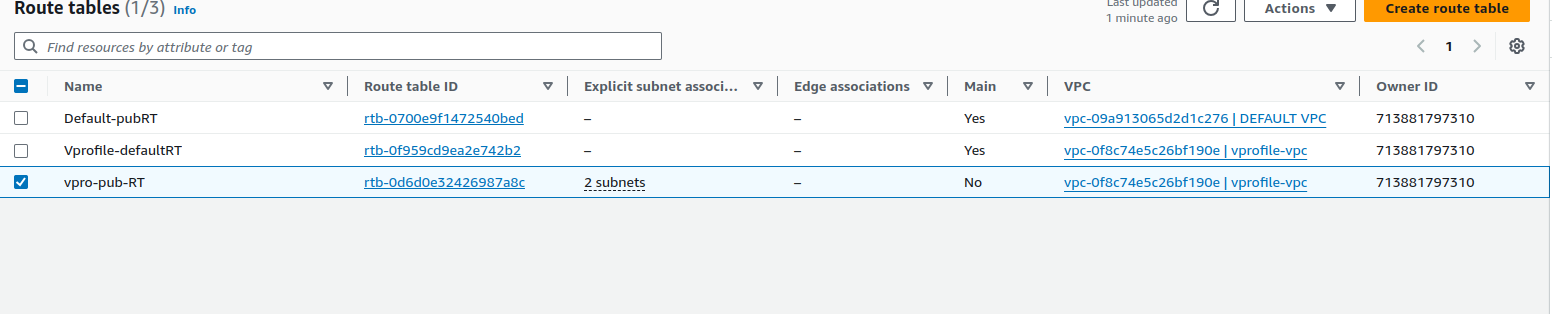 Route tables (1/3) Info
Last updated
1 minute ago
Actions
Create route table
Find resources by attribute or tag
1
Name Route table ID Explicit subnet associ... Edge associations Main VPC Owner ID
Default-pubRT rtb-0700e9f1472540bed – – Yes vpc-09a913065d2d1c276 | DEFAULT VPC 713881797310
Vprofile-defaultRT rtb-0f959cd9ea2e742b2 – – Yes vpc-0f8c74e5c26bf190e | vprofile-vpc 713881797310
vpro-pub-RT rtb-0d6d0e32426987a8c 2 subnets – No vpc-0f8c74e5c26bf190e | vprofile-vpc 713881797310